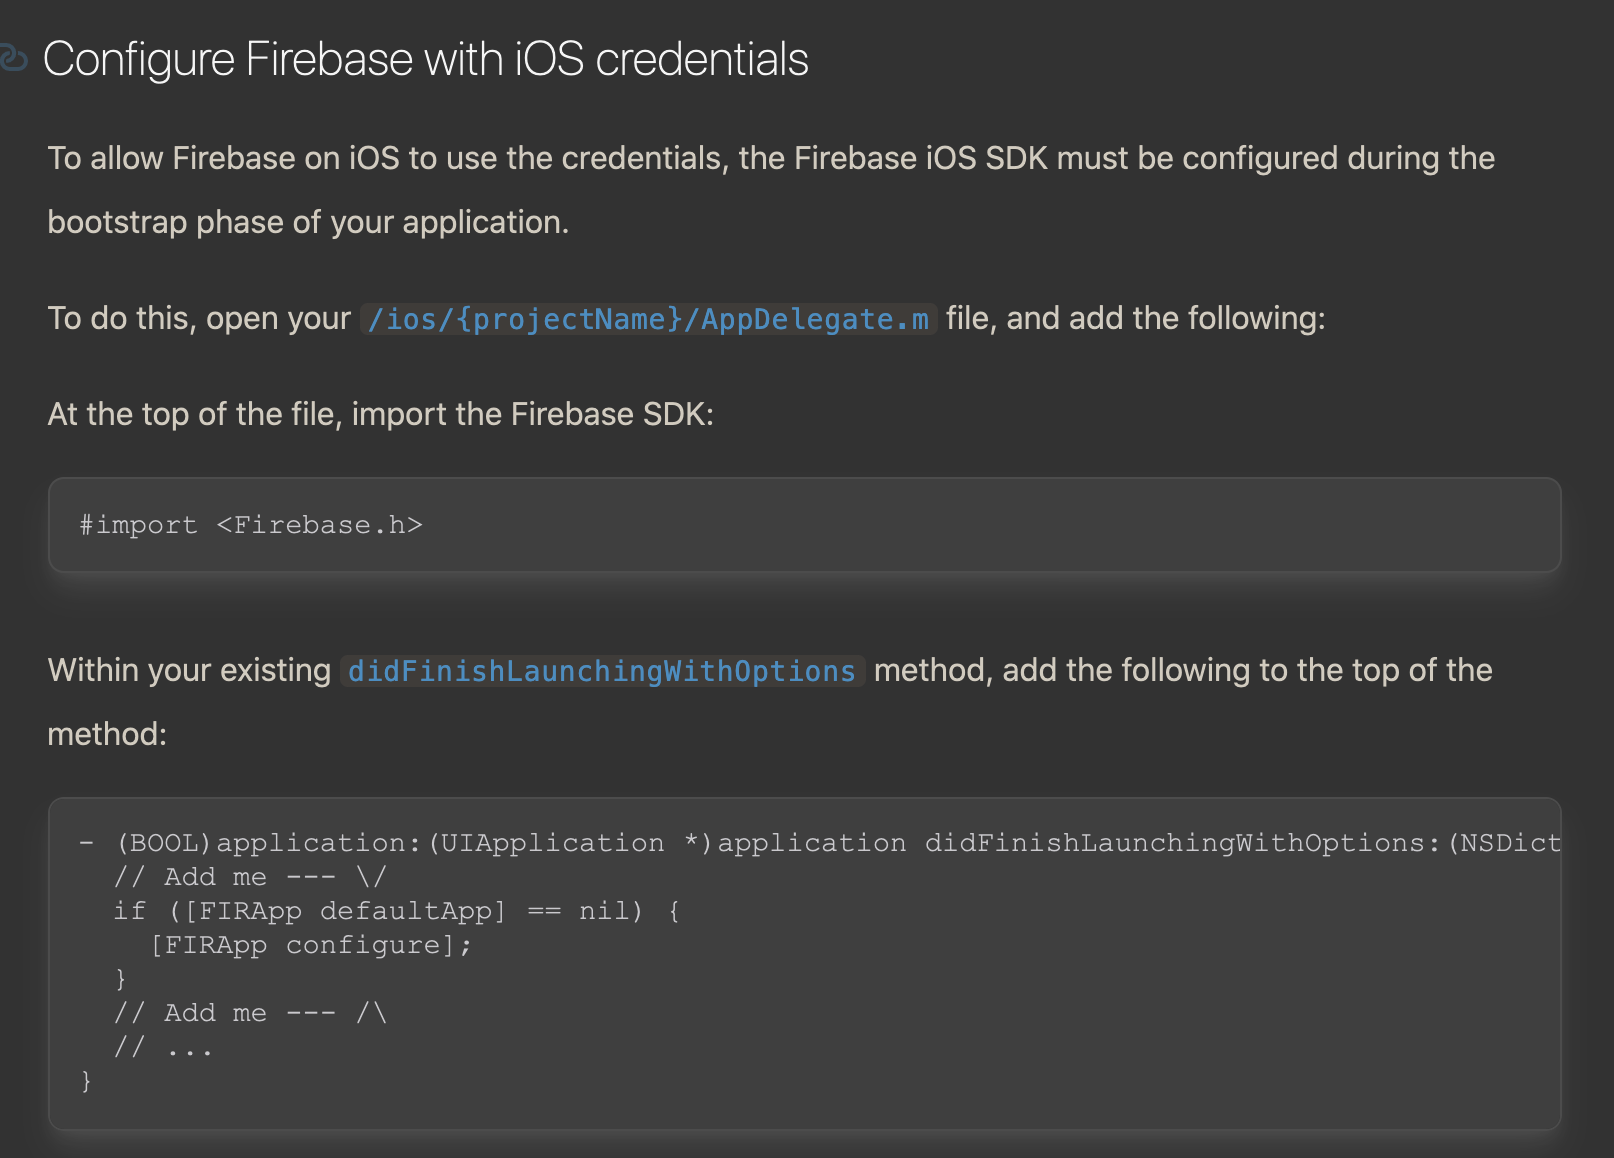 Configure Firebase with iOS credentials
To allow Firebase on iOS to use the credentials, the Firebase iOS SDK must be configured during the
bootstrap phase of your application.
To do this, open your /ios/{projectName}/AppDelegate.m file, and add the following:
At the top of the file, import the Firebase SDK:
#import <Firebase.h>
Within your existing didFinishLaunchingWithOptions method, add the following to the top of the
method:
- (BOOL)application:(UIApplication *)application didFinishLaunchingWithOptions:(NSDict
  // Add me --- \/
  if ([FIRApp defaultApp] == nil) {
    [FIRApp configure];
  }
  // Add me --- /\
  // ...
}